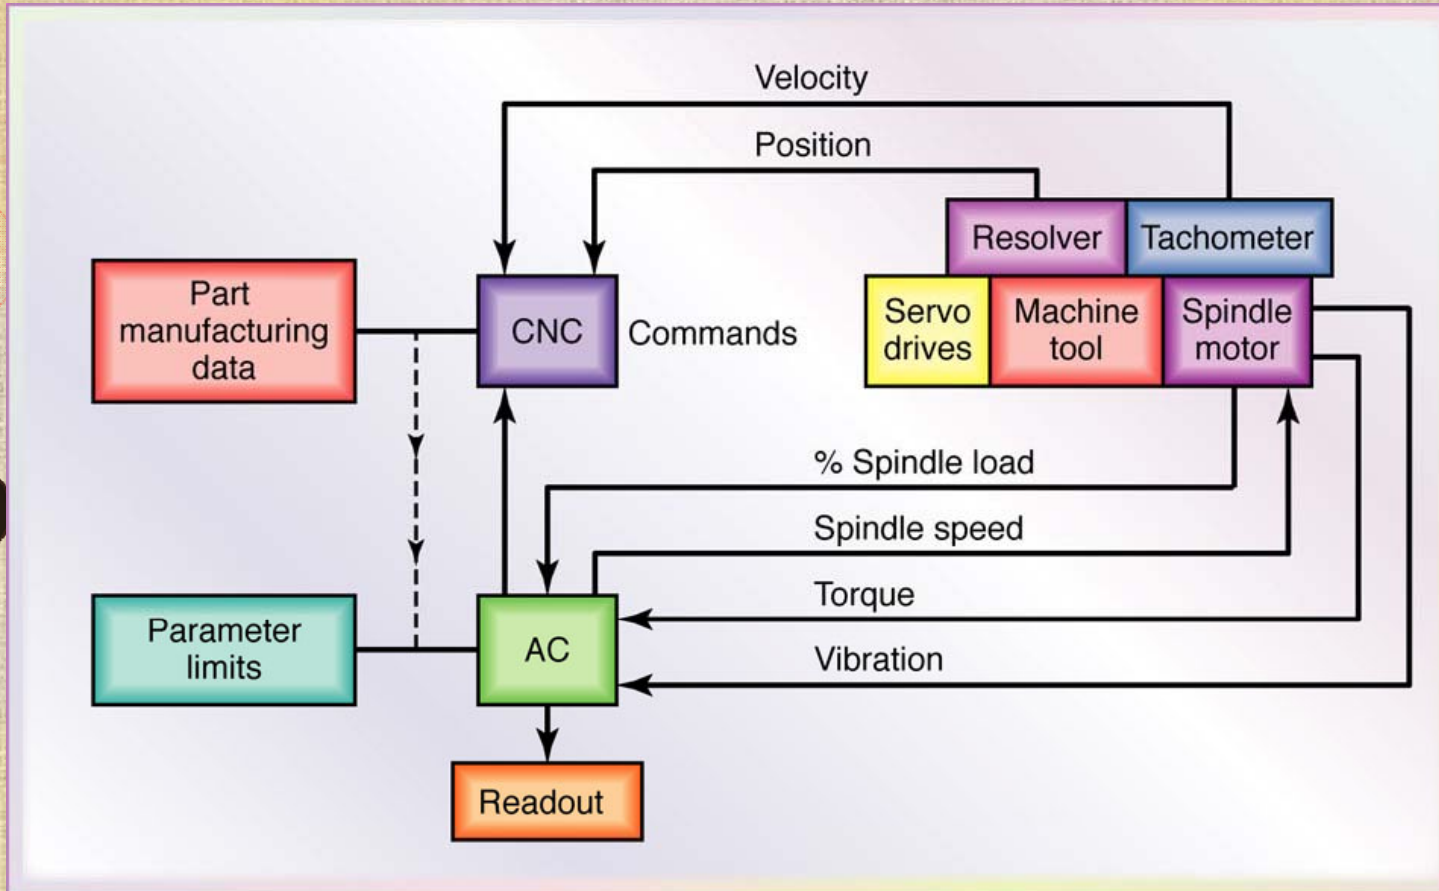 Velocity
Position
Resolver
Tachometer
Part
manufacturing
data
CNC
Commands
Servo
drives
Machine
tool
Spindle
motor
% Spindle load
Spindle speed
Torque
Vibration
Parameter
limits
AC
Readout